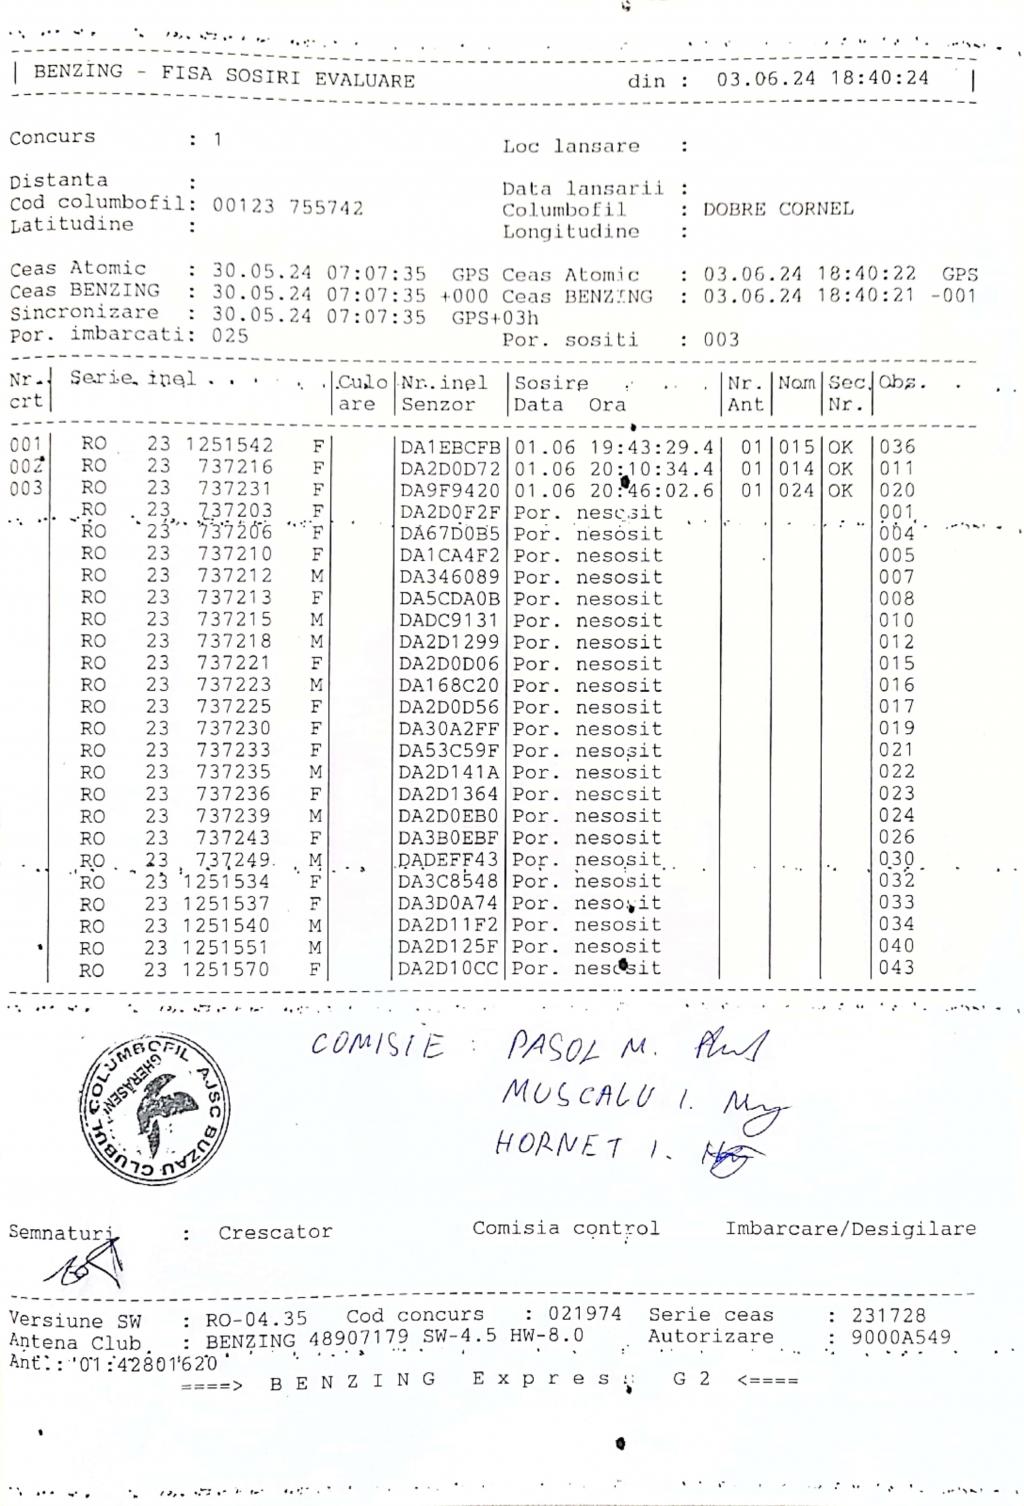 | BENZING - FISA SOSIRI EVALUARE din : 03.06.24 18:40:24 |
Concurs : 1 Loc lansare :
Distanta : Data lansarii :
Cod columbofil: 00123 755742 Columbofil : DOBRE CORNEL
Latitudine : Longitudine :
Ceas Atomic : 30.05.24 07:07:35 GPS Ceas Atomic : 03.06.24 18:40:22 GPS
Ceas BENZING : 30.05.24 07:07:35 +000 Ceas BENZING : 03.06.24 18:40:21 -001
Sincronizare : 30.05.24 07:07:35 GPS+03h
Por. imbarcati: 025 Por. sositi : 003
Nr. | Serie inel |Culo|Nr.inel |Sosire |Nr.|Nom|Sec|Obs.
crt| |are |Senzor |Data Ora |Ant| |Nr.|
001| RO 23 1251542 F | |DA1EBCFB|01.06 19:43:29.4| 01|015|OK |036
002| RO 23 737216 F | |DA2D0D72|01.06 20:10:34.4| 01|014|OK |011
003| RO 23 737231 F | |DA9F9420|01.06 20:46:02.6| 01|024|OK |020
RO 23 737203 F | |DA2D0F2F|Por. nesosit | | | |001
RO 23 737206 F | |DA67D0B5|Por. nesosit | | | |004
RO 23 737210 F | |DA1CA4F2|Por. nesosit | | | |005
RO 23 737212 M | |DA346089|Por. nesosit | | | |007
RO 23 737213 F | |DA5CDA0B|Por. nesosit | | | |008
RO 23 737215 M | |DADC9131|Por. nesosit | | | |010
RO 23 737218 M | |DA2D1299|Por. nesosit | | | |012
RO 23 737221 F | |DA2D0D06|Por. nesosit | | | |015
RO 23 737223 M | |DA168C20|Por. nesosit | | | |016
RO 23 737225 F | |DA2D0D56|Por. nesosit | | | |017
RO 23 737230 F | |DA30A2FF|Por. nesosit | | | |019
RO 23 737233 F | |DA53C59F|Por. nesosit | | | |021
RO 23 737235 M | |DA2D141A|Por. nesosit | | | |022
RO 23 737236 F | |DA2D1364|Por. nesosit | | | |023
RO 23 737239 M | |DA2D0EB0|Por. nesosit | | | |024
RO 23 737243 F | |DA3B0EBF|Por. nesosit | | | |026
RO 23 737249 M | |DADEFF43|Por. nesosit | | | |030
RO 23 1251534 F | |DA3C8548|Por. nesosit | | | |032
RO 23 1251537 F | |DA3D0A74|Por. nesosit | | | |033
RO 23 1251540 M | |DA2D11F2|Por. nesosit | | | |034
RO 23 1251551 M | |DA2D125F|Por. nesosit | | | |040
RO 23 1251570 F | |DA2D10CC|Por. nesosit | | | |043
CLUBUL COLUMBOFIL AJSC BUZAU
GHERĂSENI
COMISIE : PASOL M.
MUSCALU I.
HORNET I.
Semnaturi : Crescator Comisia control Imbarcare/Desigilare
Versiune SW : RO-04.35 Cod concurs : 021974 Serie ceas : 231728
Antena Club : BENZING 48907179 SW-4.5 HW-8.0 Autorizare : 9000A549
Ant.: 01:42801620
====> B E N Z I N G E x p r e s G 2 <====